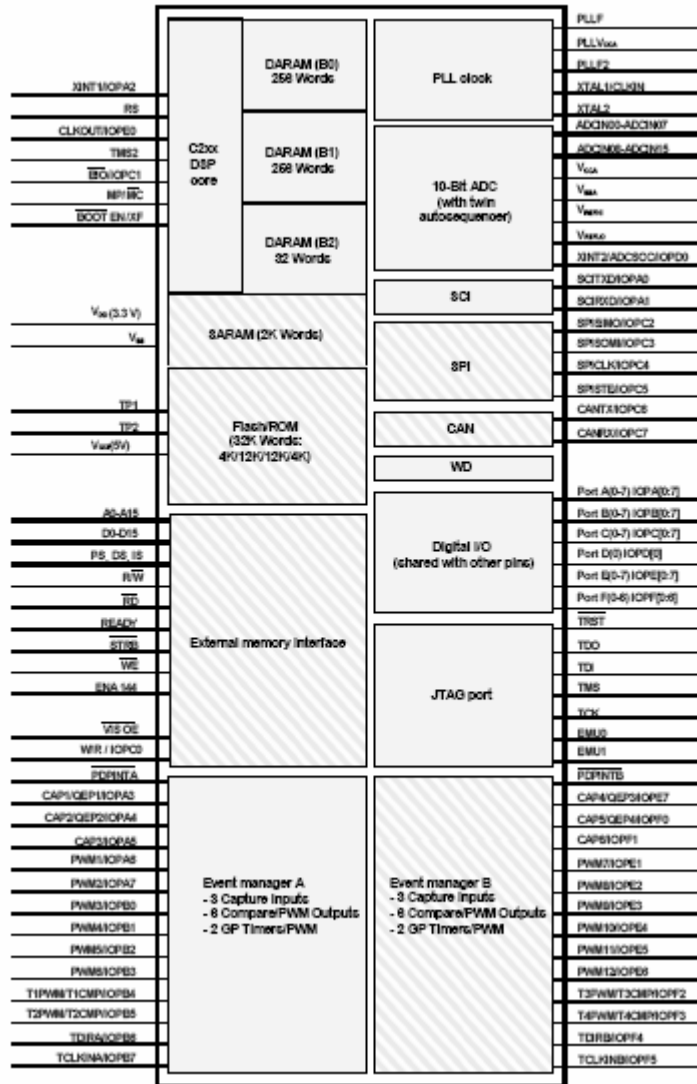 XINT1/IOPA2
RS
CLKOUT/IOPE0
TMS2
BIO/IOPC1
MP/MC
BOOT EN/XF
VDD (3.3 V)
VSS
TP1
TP2
VCCP(5V)
A0-A15
D0-D15
PS, DS, IS
R/W
RD
READY
STRB
WE
ENA 144
VIS OE
W/R / IOPC0
PDPINTA
CAP1/QEP1/IOPA3
CAP2/QEP2/IOPA4
CAP3/IOPA5
PWM1/IOPA6
PWM2/IOPA7
PWM3/IOPB0
PWM4/IOPB1
PWM5/IOPB2
PWM6/IOPB3
T1PWM/T1CMP/IOPB4
T2PWM/T2CMP/IOPB5
TDIRA/IOPB6
TCLKINA/IOPB7
C2xx
DSP
core
DARAM (B0)
256 Words
DARAM (B1)
256 Words
DARAM (B2)
32 Words
SARAM (2K Words)
Flash/ROM
(32K Words:
4K/12K/12K/4K)
External memory interface
Event manager A
- 3 Capture Inputs
- 6 Compare/PWM Outputs
- 2 GP Timers/PWM
PLL clock
10-Bit ADC
(with twin
autosequencer)
SCI
SPI
CAN
WD
Digital I/O
(shared with other pins)
JTAG port
Event manager B
- 3 Capture Inputs
- 6 Compare/PWM Outputs
- 2 GP Timers/PWM
PLLF
PLLVCCA
PLLF2
XTAL1/CLKIN
XTAL2
ADCIN00-ADCIN07
ADCIN08-ADCIN15
VCCA
VSSA
VREFHI
VREFLO
XINT2/ADCSOC/IOPD0
SCITXD/IOPA0
SCIRXD/IOPA1
SPISIMO/IOPC2
SPISOMI/IOPC3
SPICLK/IOPC4
SPISTE/IOPC5
CANTX/IOPC6
CANRX/IOPC7
Port A(0-7) IOPA[0:7]
Port B(0-7) IOPB[0:7]
Port C(0-7) IOPC[0:7]
Port D(0) IOPD[0]
Port E(0-7) IOPE[0:7]
Port F(0-6) IOPF[0:6]
TRST
TDO
TDI
TMS
TCK
EMU0
EMU1
PDPINTB
CAP4/QEP3/IOPE7
CAP5/QEP4/IOPF0
CAP6/IOPF1
PWM7/IOPE1
PWM8/IOPE2
PWM9/IOPE3
PWM10/IOPE4
PWM11/IOPE5
PWM12/IOPE6
T3PWM/T3CMP/IOPF2
T4PWM/T4CMP/IOPF3
TDIRB/IOPF4
TCLKINB/IOPF5